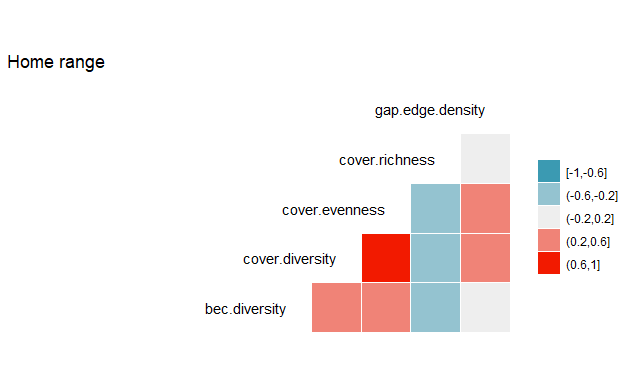 Home range
gap.edge.density
cover.richness
cover.evenness
cover.diversity
bec.diversity
[-1,-0.6]
(-0.6,-0.2]
(-0.2,0.2]
(0.2,0.6]
(0.6,1]